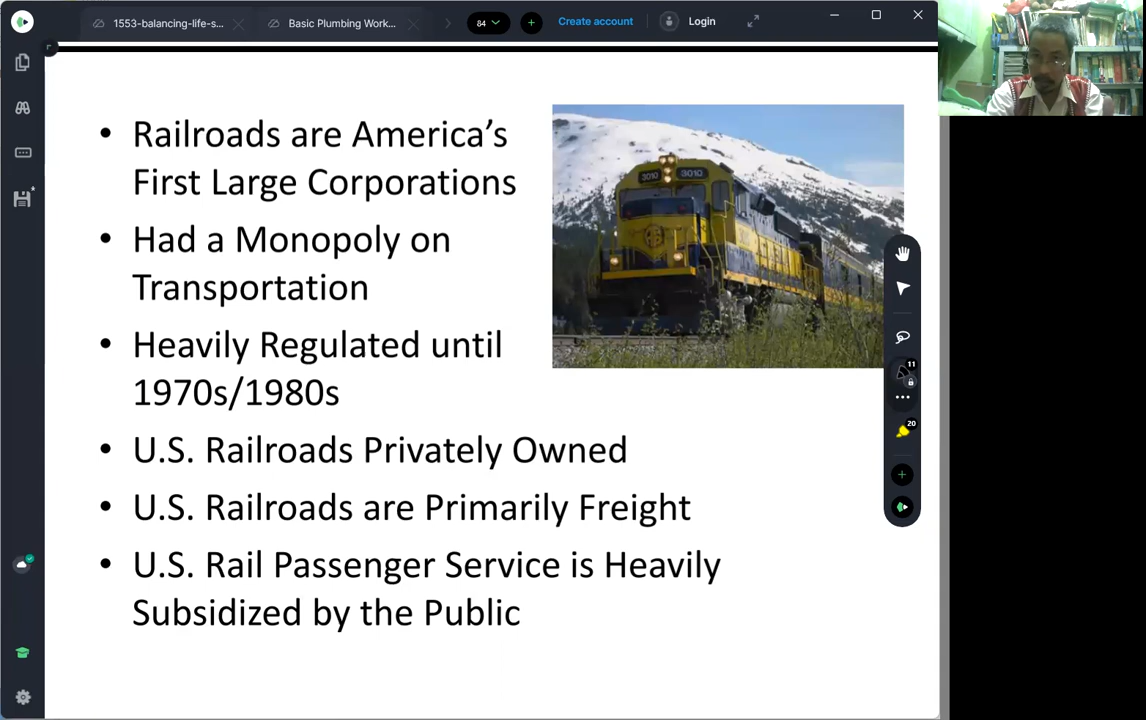 1553-balancing-life-s...
Basic Plumbing Work...
84
Create account
Login
• Railroads are America’s
First Large Corporations
• Had a Monopoly on
Transportation
• Heavily Regulated until
1970s/1980s
• U.S. Railroads Privately Owned
• U.S. Railroads are Primarily Freight
• U.S. Rail Passenger Service is Heavily
Subsidized by the Public
3010 3010
11
20